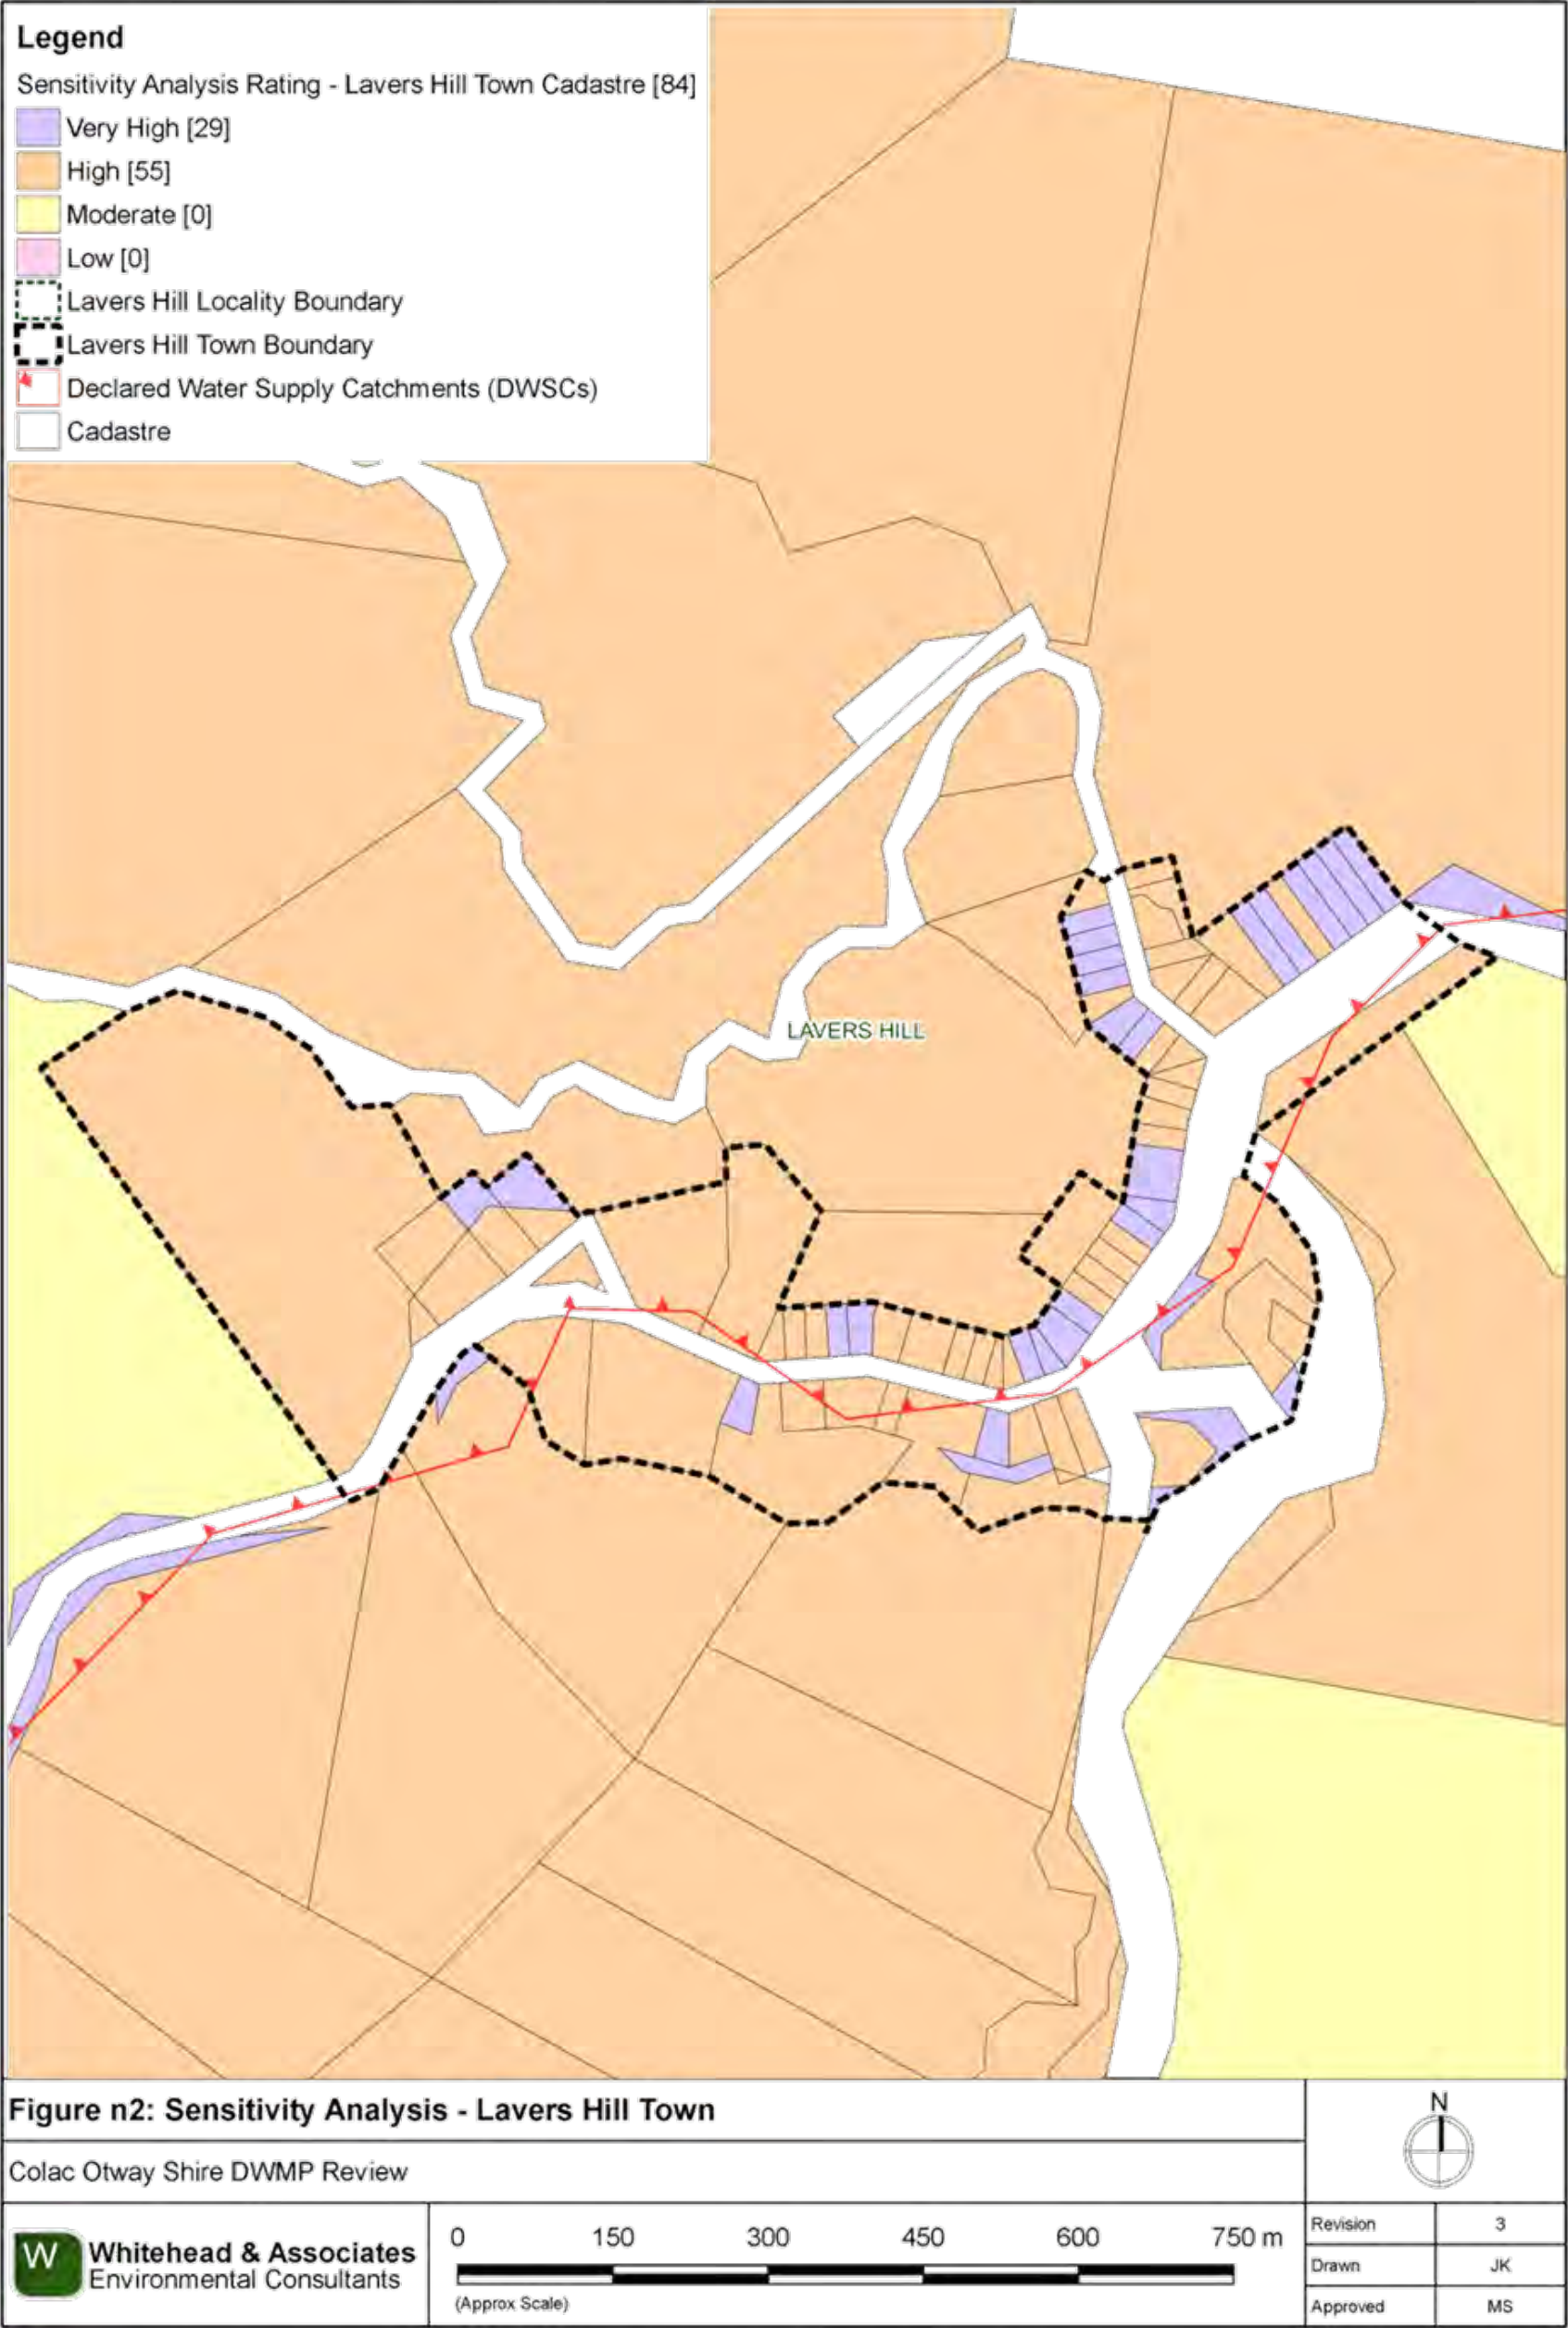 Legend
Sensitivity Analysis Rating - Lavers Hill Town Cadastre [84]
Very High [29]
High [55]
Moderate [0]
Low [0]
Lavers Hill Locality Boundary
Lavers Hill Town Boundary
Declared Water Supply Catchments (DWSCs)
Cadastre
LAVERS HILL
Figure n2: Sensitivity Analysis - Lavers Hill Town
Colac Otway Shire DWMP Review
N
W
Whitehead & Associates
Environmental Consultants
0 150 300 450 600 750 m
(Approx Scale)
Revision 3
Drawn JK
Approved MS